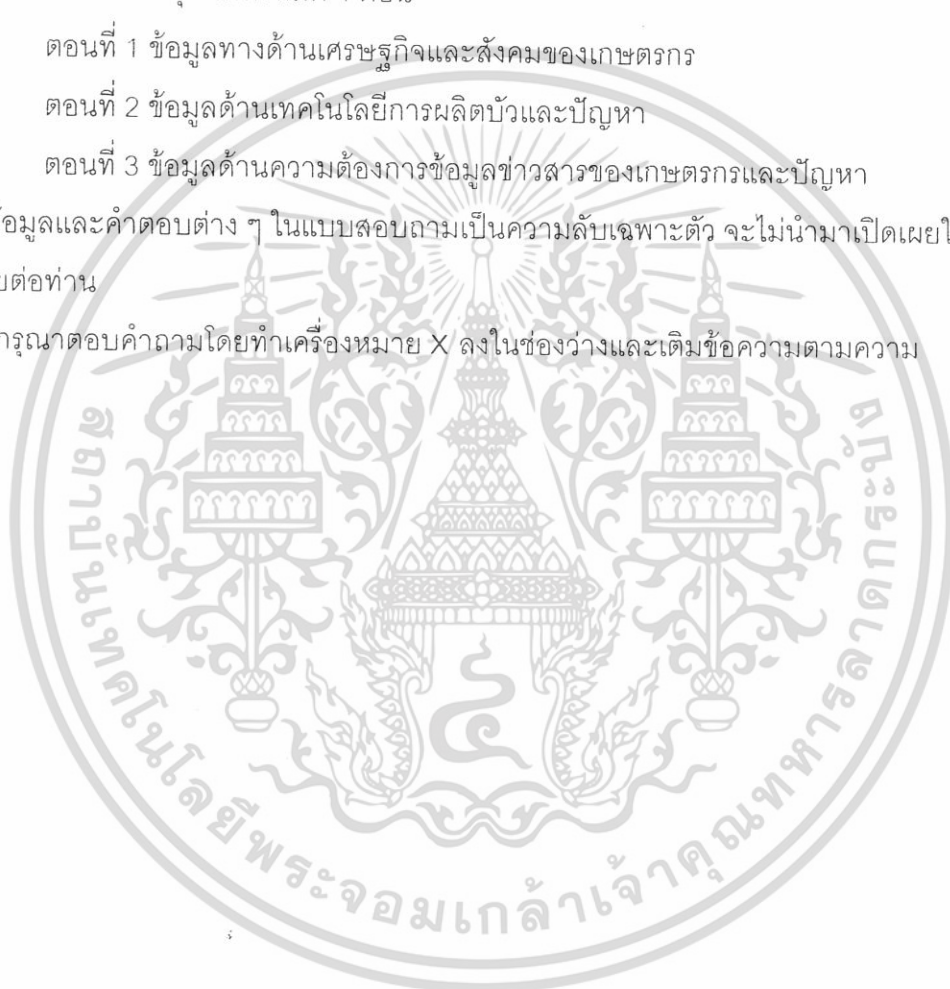 ตอนที่ 1 ข้อมูลทางด้านเศรษฐกิจและสังคมของเกษตรกร
ตอนที่ 2 ข้อมูลด้านเทคโนโลยีการผลิตบัวและปัญหา
ตอนที่ 3 ข้อมูลด้านความต้องการข้อมูลข่าวสารของเกษตรกรและปัญหา
้อมูลและคำตอบต่าง ๆ ในแบบสอบถามเป็นความลับเฉพาะตัว จะไม่นำมาเปิดเผยใ
ต่อท่าน
รุณาตอบคำถามโดยทำเครื่องหมาย X ลงในช่องว่างและเติมข้อความตามความ
สถาบันเทคโนโลยีพระจอมเกล้าเจ้าคุณทหารลาดกระบัง